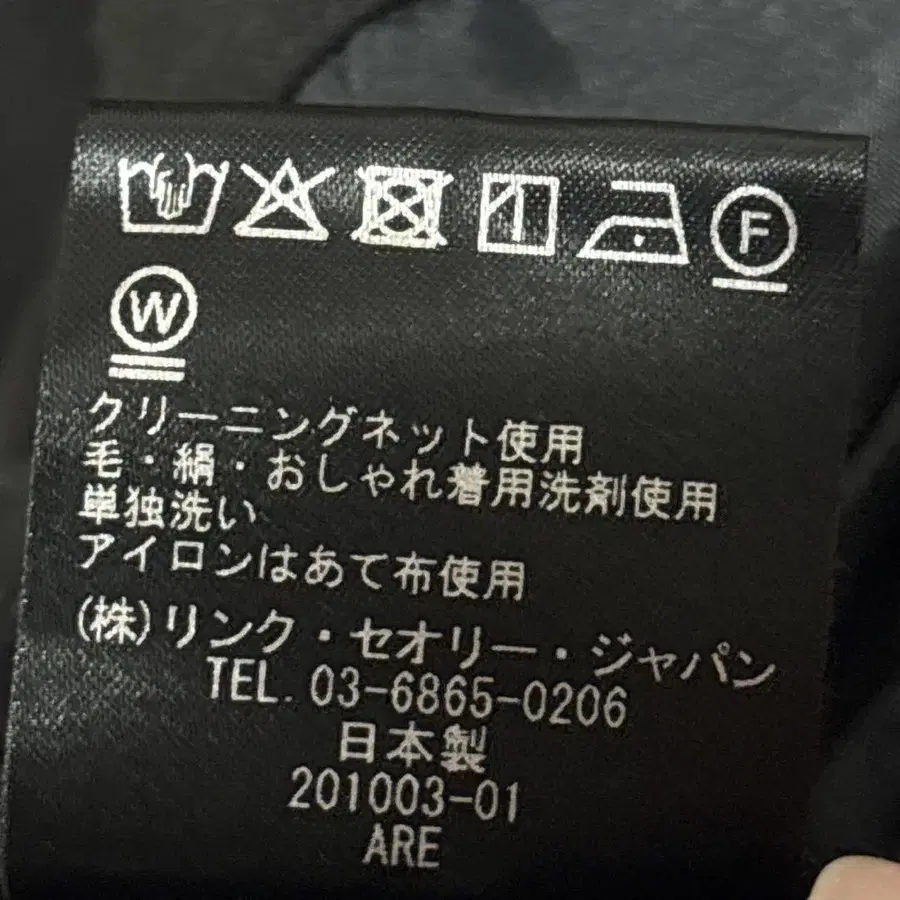 F
W
クリーニングネット使用
毛・絹・おしゃれ着用洗剤使用
単独洗い
アイロンはあて布使用
(株)リンク・セオリー・ジャパン
TEL. 03-6865-0206
日本製
201003-01
ARE